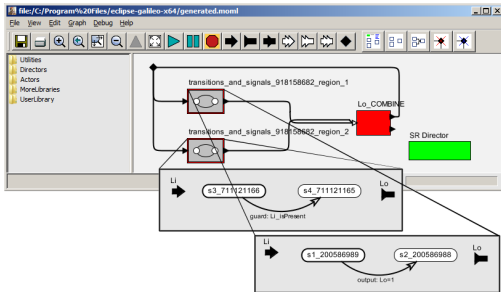 file:/C:/Program%20Files/eclipse-galileo-x64/generated.moml
File View Edit Graph Debug Help
Utilities
Directors
Actors
MoreLibraries
UserLibrary
transitions_and_signals_918158682_region_1
Lo_COMBINE
transitions_and_signals_918158682_region_2
SR Director
Li
Lo
s3_711121166
s4_711121165
guard: Li_isPresent
Li
Lo
s1_200586989
s2_200586988
output: Lo=1